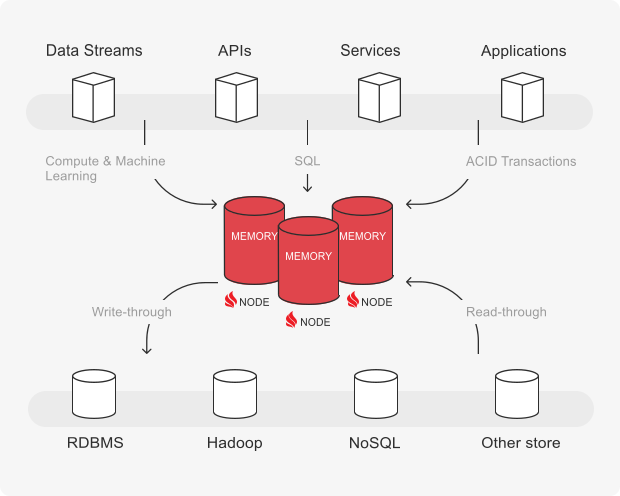 Data Streams
APIs
Services
Applications
Compute & Machine
Learning
SQL
ACID Transactions
MEMORY
MEMORY
MEMORY
NODE
NODE
NODE
Write-through
Read-through
RDBMS
Hadoop
NoSQL
Other store